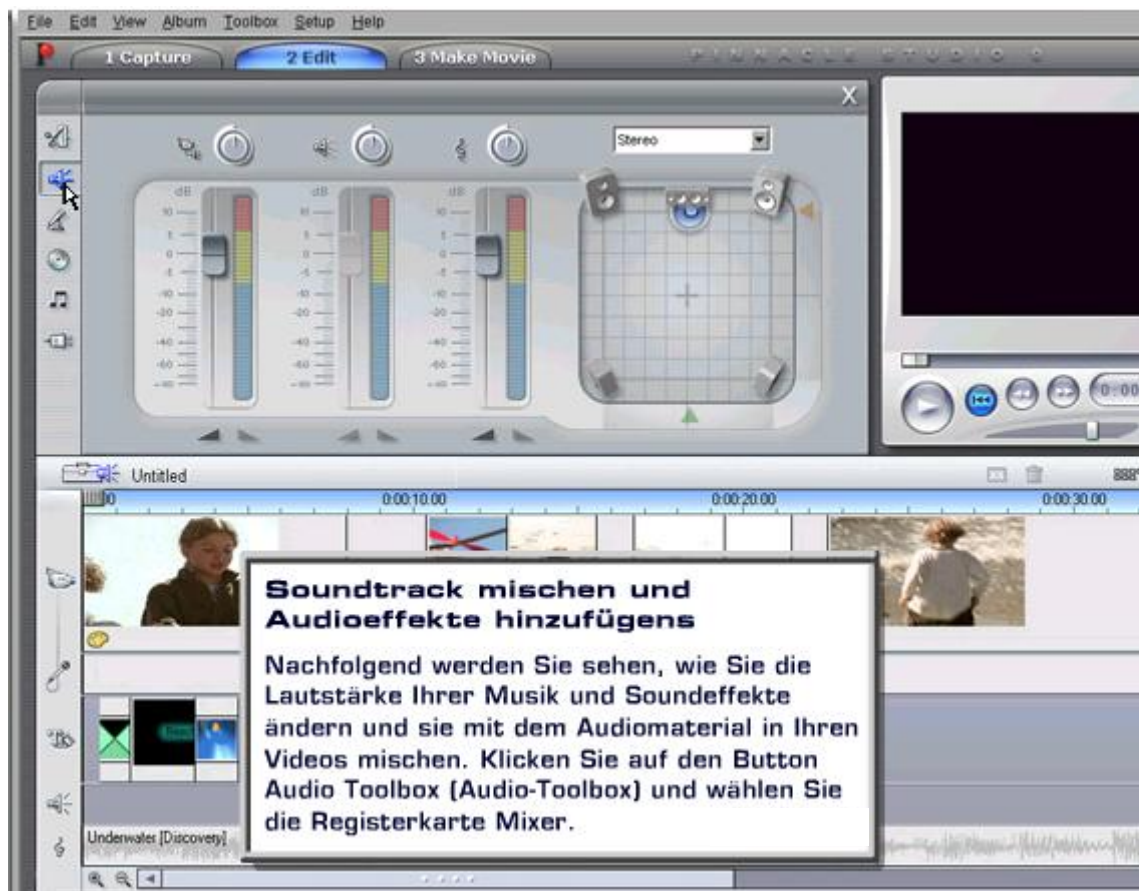 File Edit View Album Toolbox Setup Help
1 Capture 2 Edit 3 Make Movie PINNACLE STUDIO 9
X
Stereo
dB dB dB
Untitled
0:00:10.00 0:00:20.00 0:00:30.00
Soundtrack mischen und
Audioeffekte hinzufügens
Nachfolgend werden Sie sehen, wie Sie die
Lautstärke Ihrer Musik und Soundeffekte
ändern und sie mit dem Audiomaterial in Ihren
Videos mischen. Klicken Sie auf den Button
Audio Toolbox (Audio-Toolbox) und wählen Sie
die Registerkarte Mixer.
Underwater [Discovery]